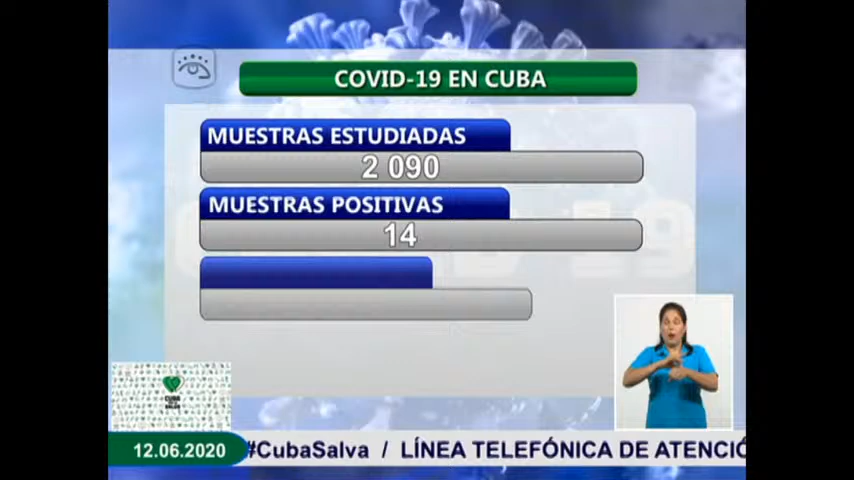 COVID-19 EN CUBA
MUESTRAS ESTUDIADAS
2 090
MUESTRAS POSITIVAS
14
CUBA
12.06.2020
#CubaSalva / LÍNEA TELEFÓNICA DE ATENCIÓ